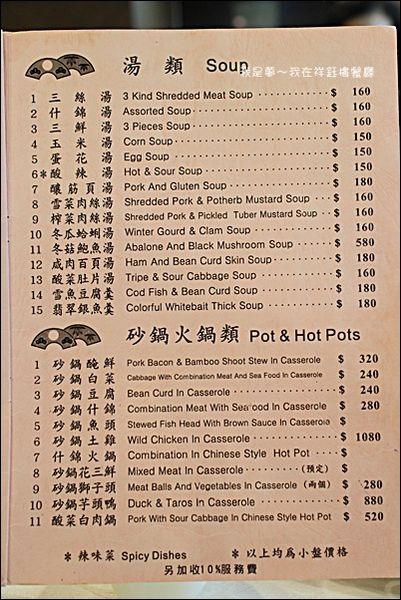 湯 類 Soup
我是華～我在祥鈺樓餐廳
1 三絲湯 3 Kind Shredded Meat Soup $ 160
2 什錦湯 Assorted Soup $ 160
3 三鮮湯 3 Pieces Soup $ 160
4 玉米湯 Corn Soup $ 150
5 蛋花湯 Egg Soup $ 150
6 * 酸辣湯 Hot & Sour Soup $ 150
7 釀筋頁湯 Pork And Gluten Soup $ 180
8 雪菜肉絲湯 Shredded Pork & Potherb Mustard Soup $ 160
9 榨菜肉絲湯 Shredded Pork & Pickled Tuber Mustard Soup $ 160
10 冬瓜蛤蜊湯 Winter Gourd & Clam Soup $ 160
11 冬菇鮑魚湯 Abalone And Black Mushroom Soup $ 580
12 咸肉百頁湯 Ham And Bean Curd Skin Soup $ 180
13 酸菜肚片湯 Tripe & Sour Cabbage Soup $ 160
14 雪魚豆腐羹 Cod Fish & Bean Curd Soup $ 180
15 翡翠銀魚羹 Colorful Whitebait Thick Soup $ 180
砂鍋火鍋類 Pot & Hot Pots
1 砂鍋醃鮮 Pork Bacon & Bamboo Shoot Stew In Casserole $ 320
2 砂鍋白菜 Cabbage With Combination Meat And Sea Food In Casserole $ 240
3 砂鍋豆腐 Bean Curd In Casserole $ 240
4 砂鍋什錦 Combination Meat With Sea Food In Casserole $ 280
5 砂鍋魚頭 Stewed Fish Head With Brown Sauce In Casserole $
6 砂鍋土雞 Wild Chicken In Casserole $ 1080
7 什錦火鍋 Combination In Chinese Style Hot Pot $
8 砂鍋花三鮮 Mixed Meat In Casserole (預定) $
9 砂鍋獅子頭 Meat Balls And Vegetables In Casserole (兩個) $ 280
10 砂鍋芋頭鴨 Duck & Taros In Casserole $ 880
11 酸菜白肉鍋 Pork With Sour Cabbage In Chinese Style Hot Pot $ 520
* 辣味菜 Spicy Dishes * 以上均爲小盤價格
另加收10%服務費